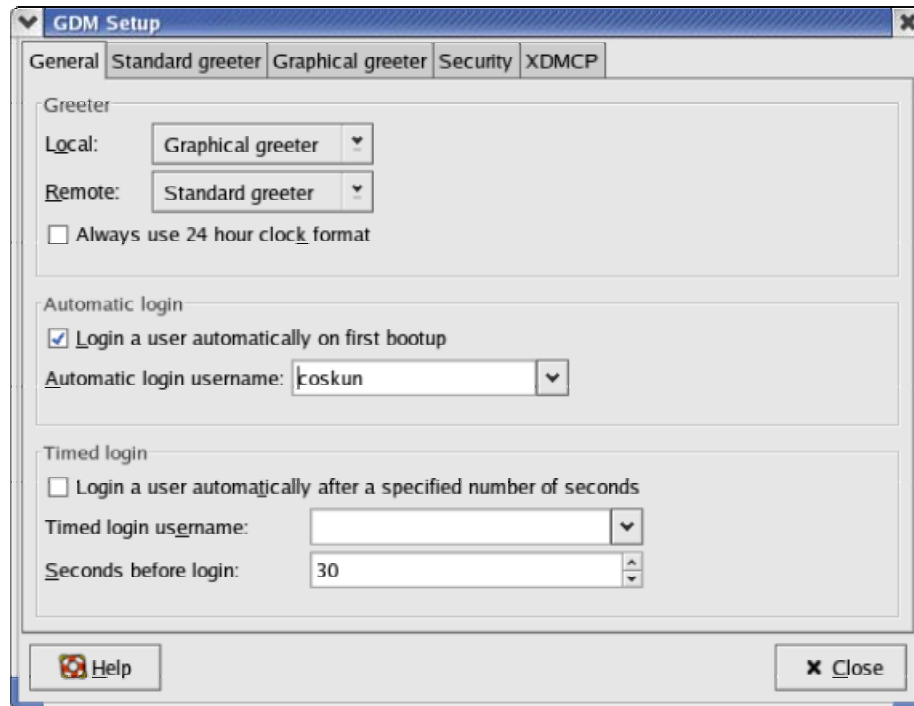 GDM Setup
General Standard greeter Graphical greeter Security XDMCP
Greeter
Local: Graphical greeter
Remote: Standard greeter
Always use 24 hour clock format
Automatic login
Login a user automatically on first bootup
Automatic login username: coskun
Timed login
Login a user automatically after a specified number of seconds
Timed login username:
Seconds before login: 30
Help Close